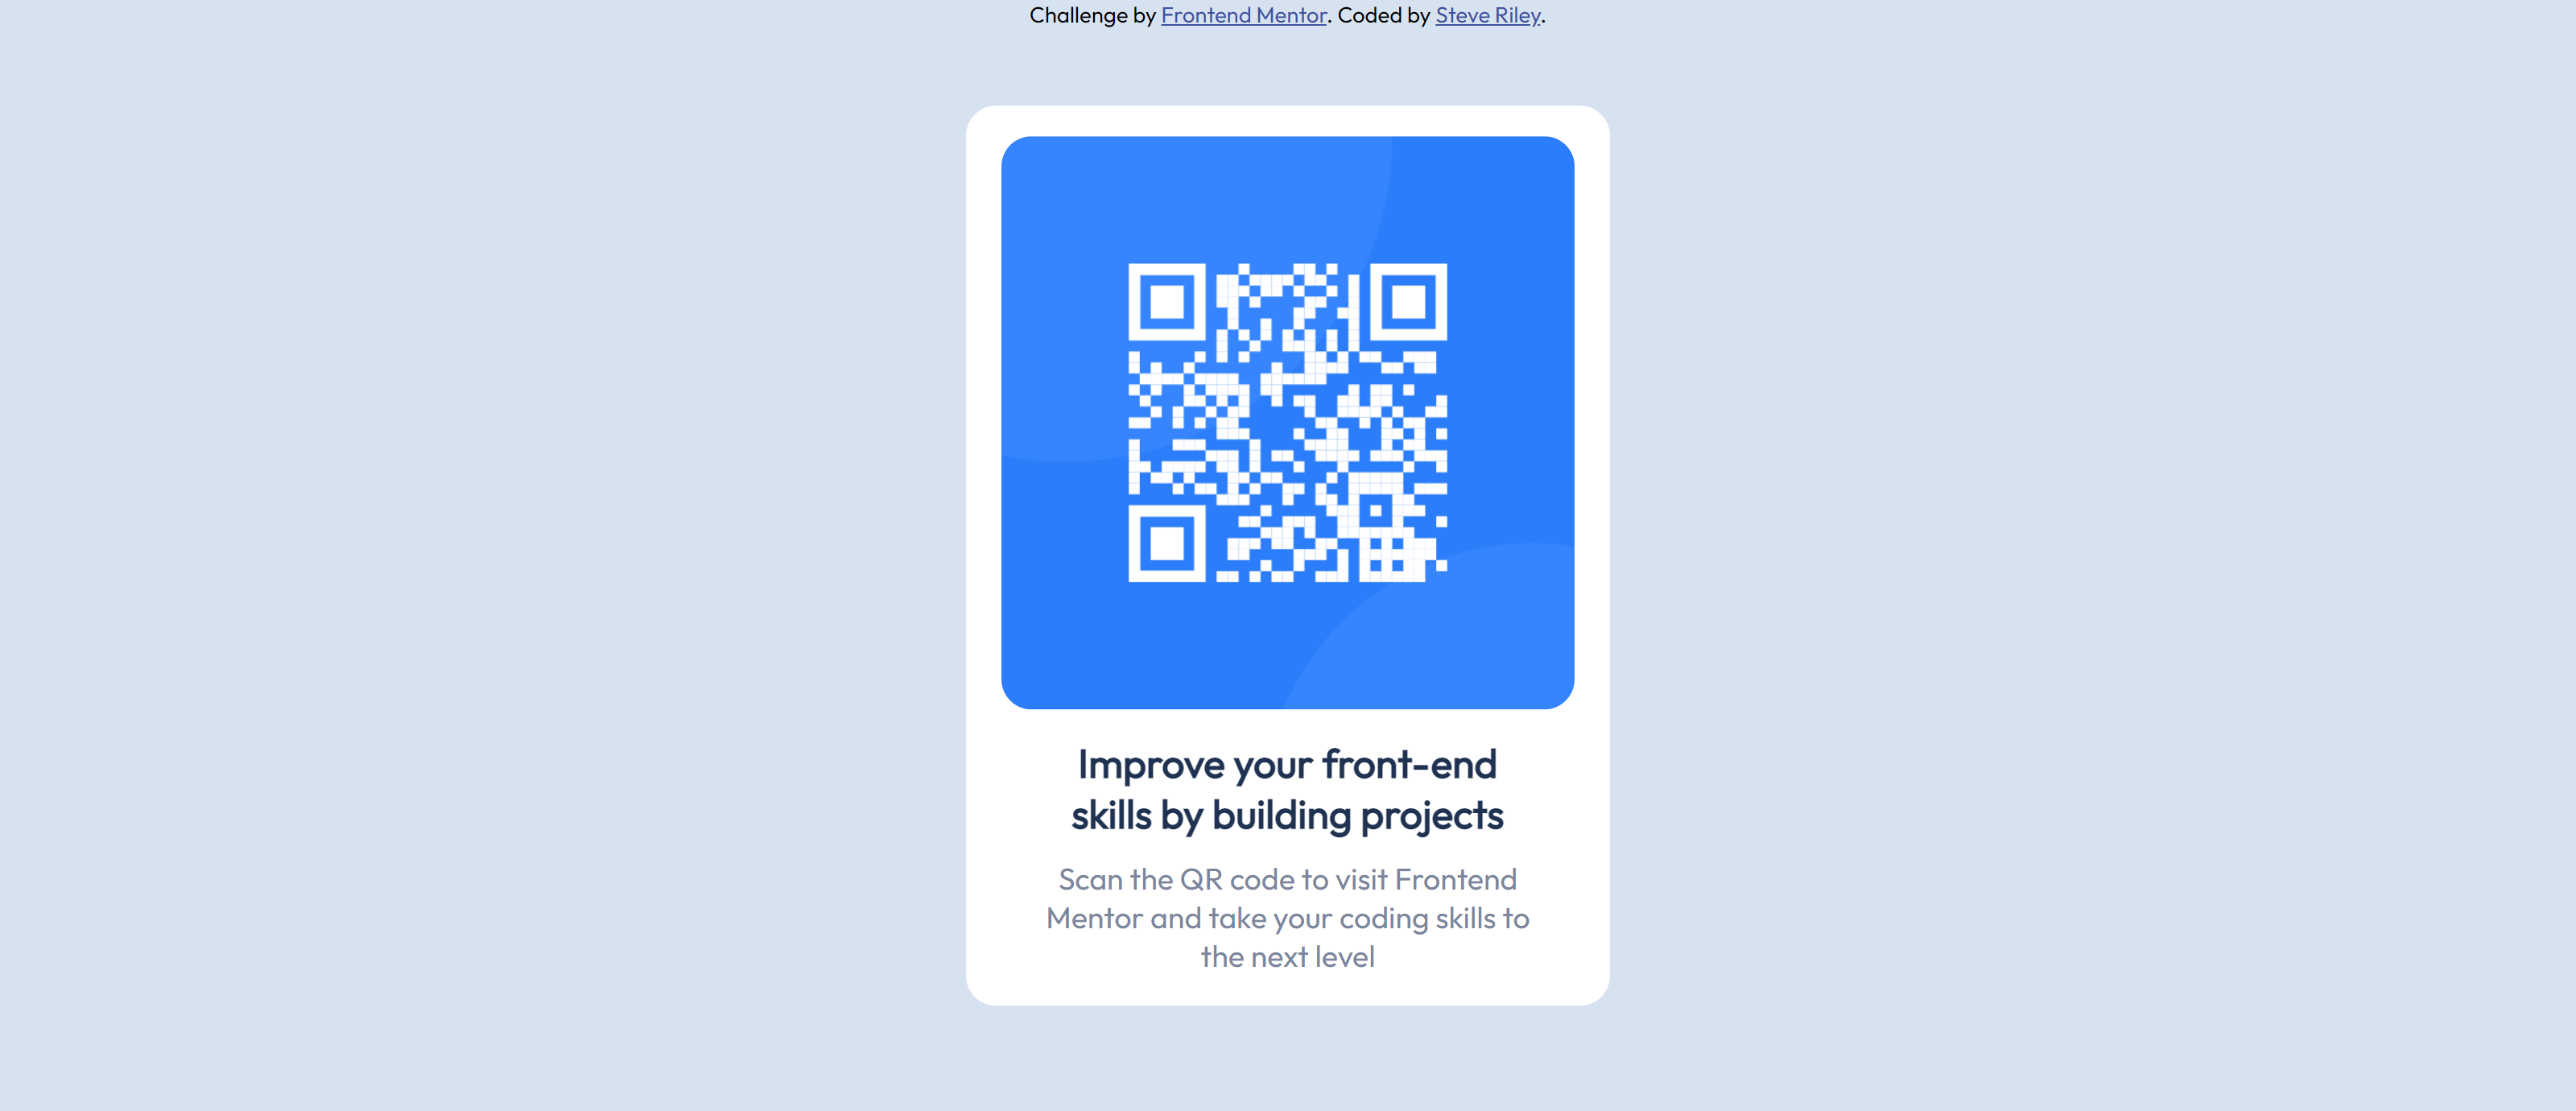 Challenge by Frontend Mentor. Coded by Steve Riley.
Improve your front-end
skills by building projects
Scan the QR code to visit Frontend
Mentor and take your coding skills to
the next level